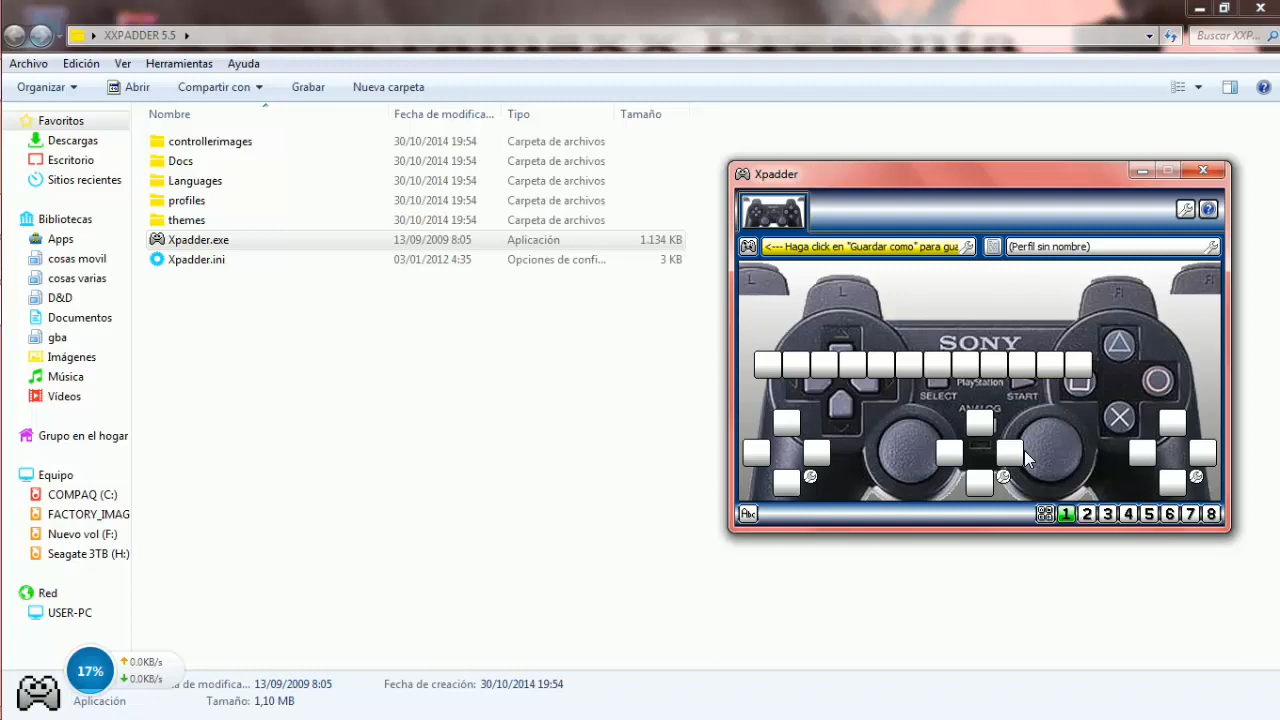 XXPADDER 5.5
Buscar XXP...
Archivo Edición Ver Herramientas Ayuda
Organizar Abrir Compartir con Grabar Nueva carpeta
Favoritos
Descargas
Escritorio
Sitios recientes
Bibliotecas
Apps
cosas movil
cosas varias
D&D
Documentos
gba
Imágenes
Música
Vídeos
Grupo en el hogar
Equipo
COMPAQ (C:)
FACTORY_IMAG
Nuevo vol (F:)
Seagate 3TB (H:)
Red
USER-PC
Nombre Fecha de modifica... Tipo Tamaño
controllerimages 30/10/2014 19:54 Carpeta de archivos
Docs 30/10/2014 19:54 Carpeta de archivos
Languages 30/10/2014 19:54 Carpeta de archivos
profiles 30/10/2014 19:54 Carpeta de archivos
themes 30/10/2014 19:54 Carpeta de archivos
Xpadder.exe 13/09/2009 8:05 Aplicación 1.134 KB
Xpadder.ini 03/01/2012 4:35 Opciones de confi... 3 KB
Xpadder
<--- Haga click en "Guardar como" para gua
(Perfil sin nombre)
L L R
SONY
PlayStation
SELECT START
Abc 1 2 3 4 5 6 7 8
17% 0.0KB/s
0.0KB/s
da de modifica... 13/09/2009 8:05 Fecha de creación: 30/10/2014 19:54
Aplicación Tamaño: 1,10 MB